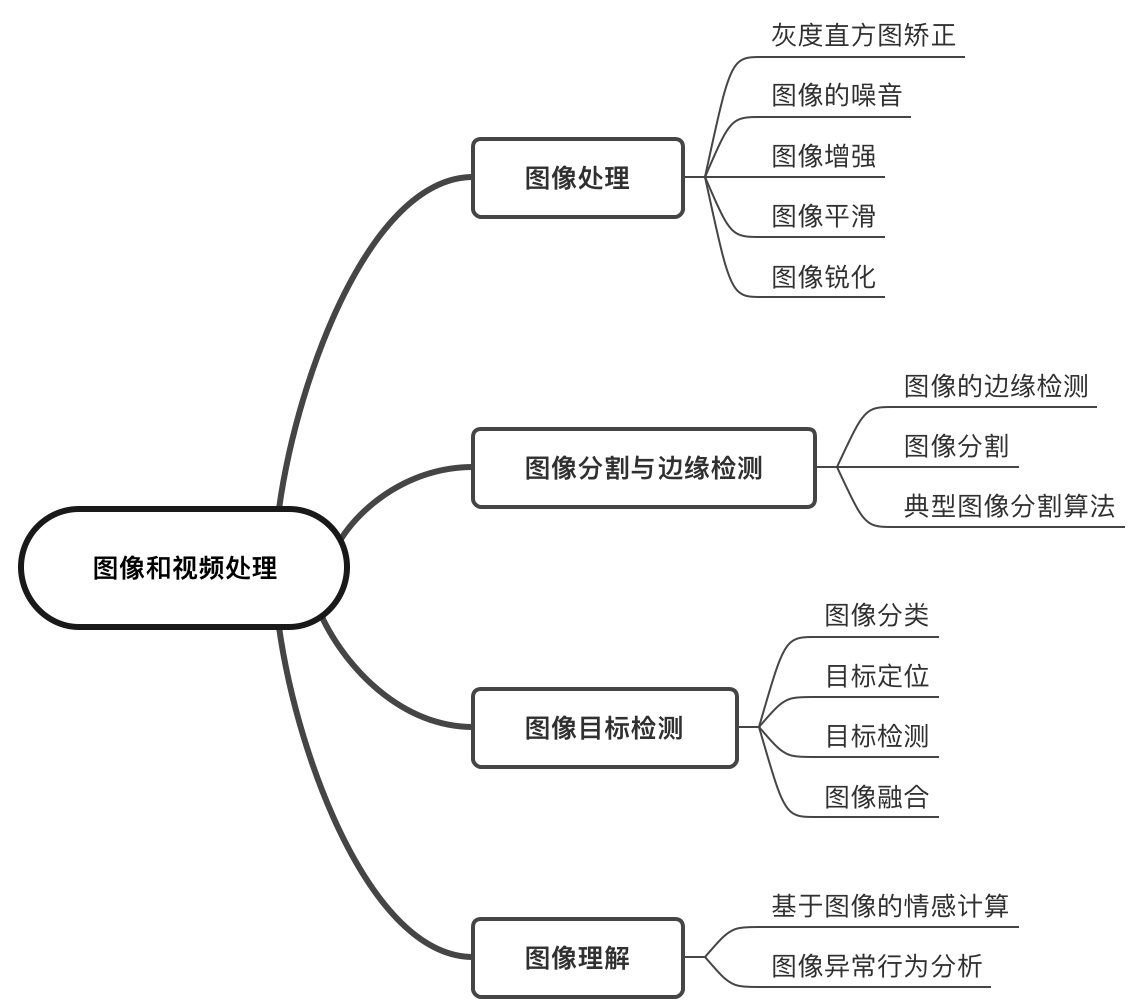 图像和视频处理
图像处理
灰度直方图矫正
图像的噪音
图像增强
图像平滑
图像锐化
图像分割与边缘检测
图像的边缘检测
图像分割
典型图像分割算法
图像目标检测
图像分类
目标定位
目标检测
图像融合
图像理解
基于图像的情感计算
图像异常行为分析